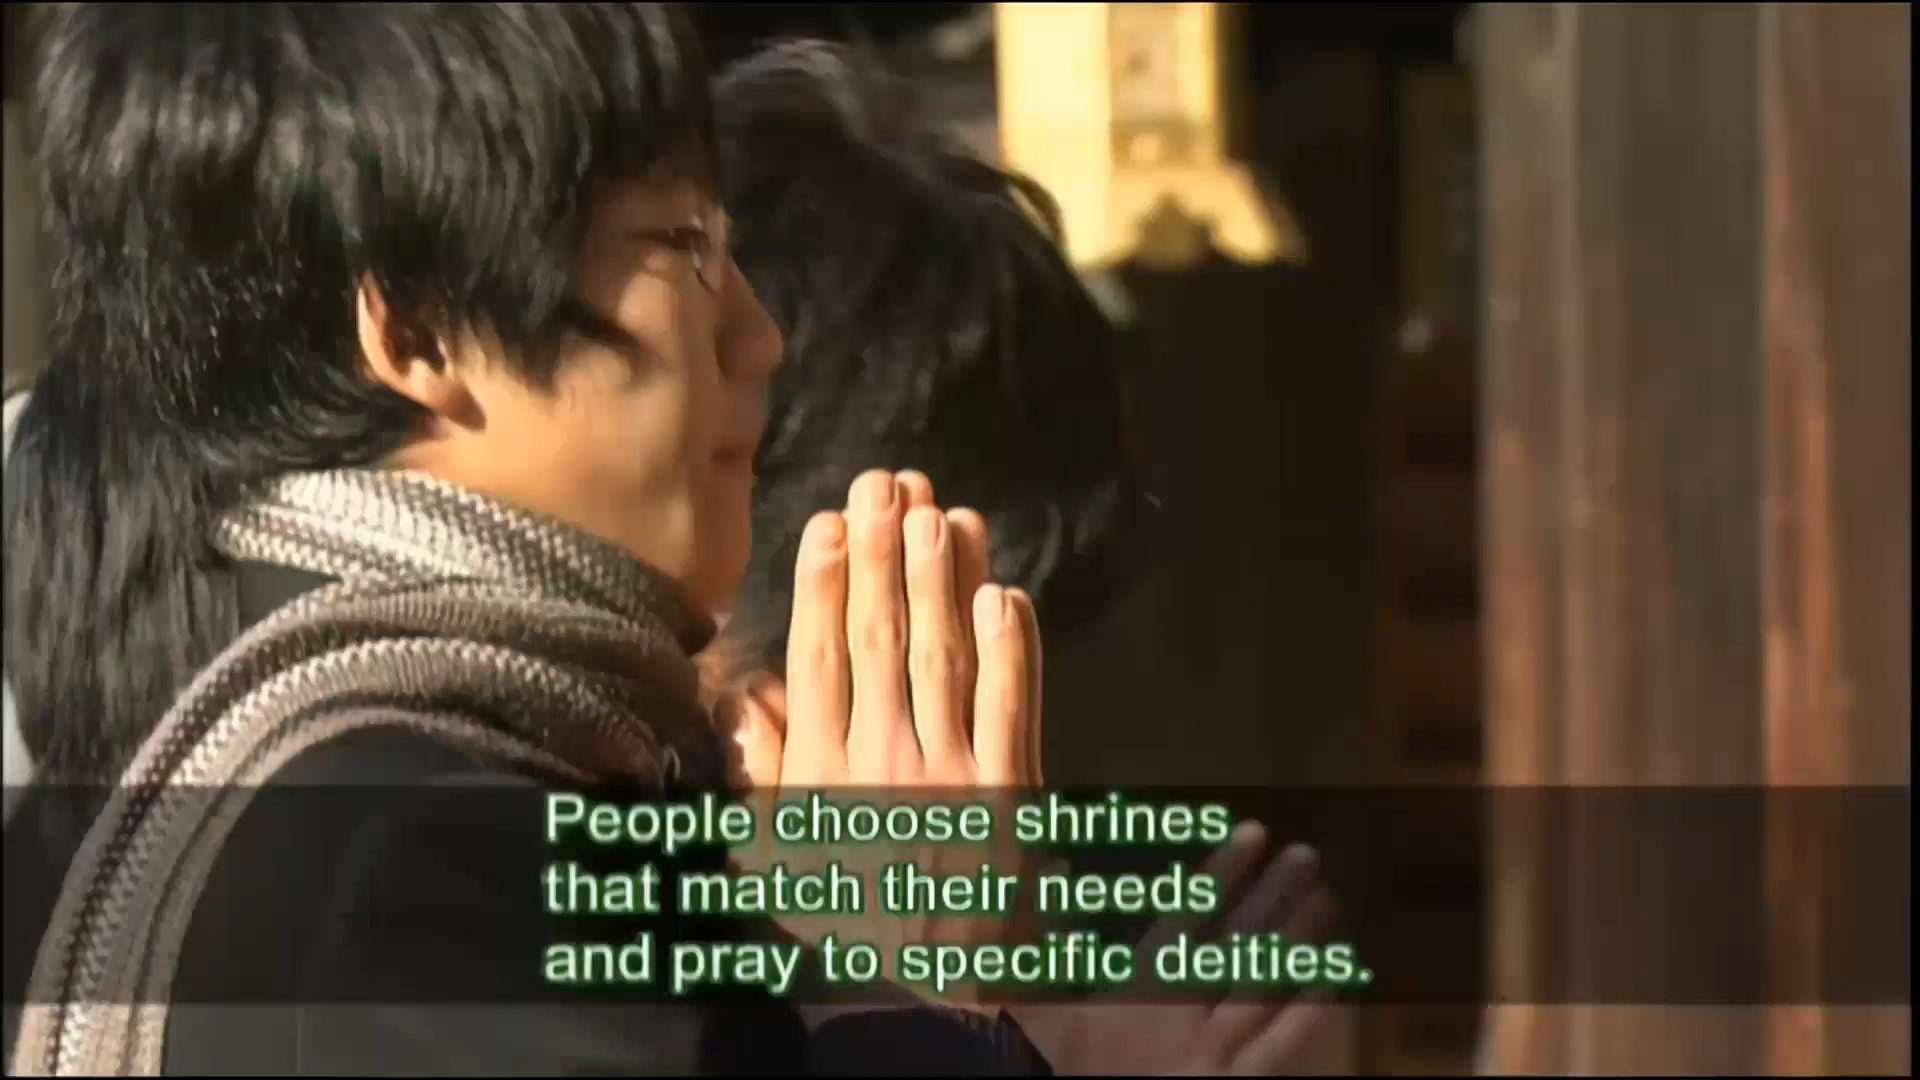 People choose shrines
that match their needs
and pray to specific deities.